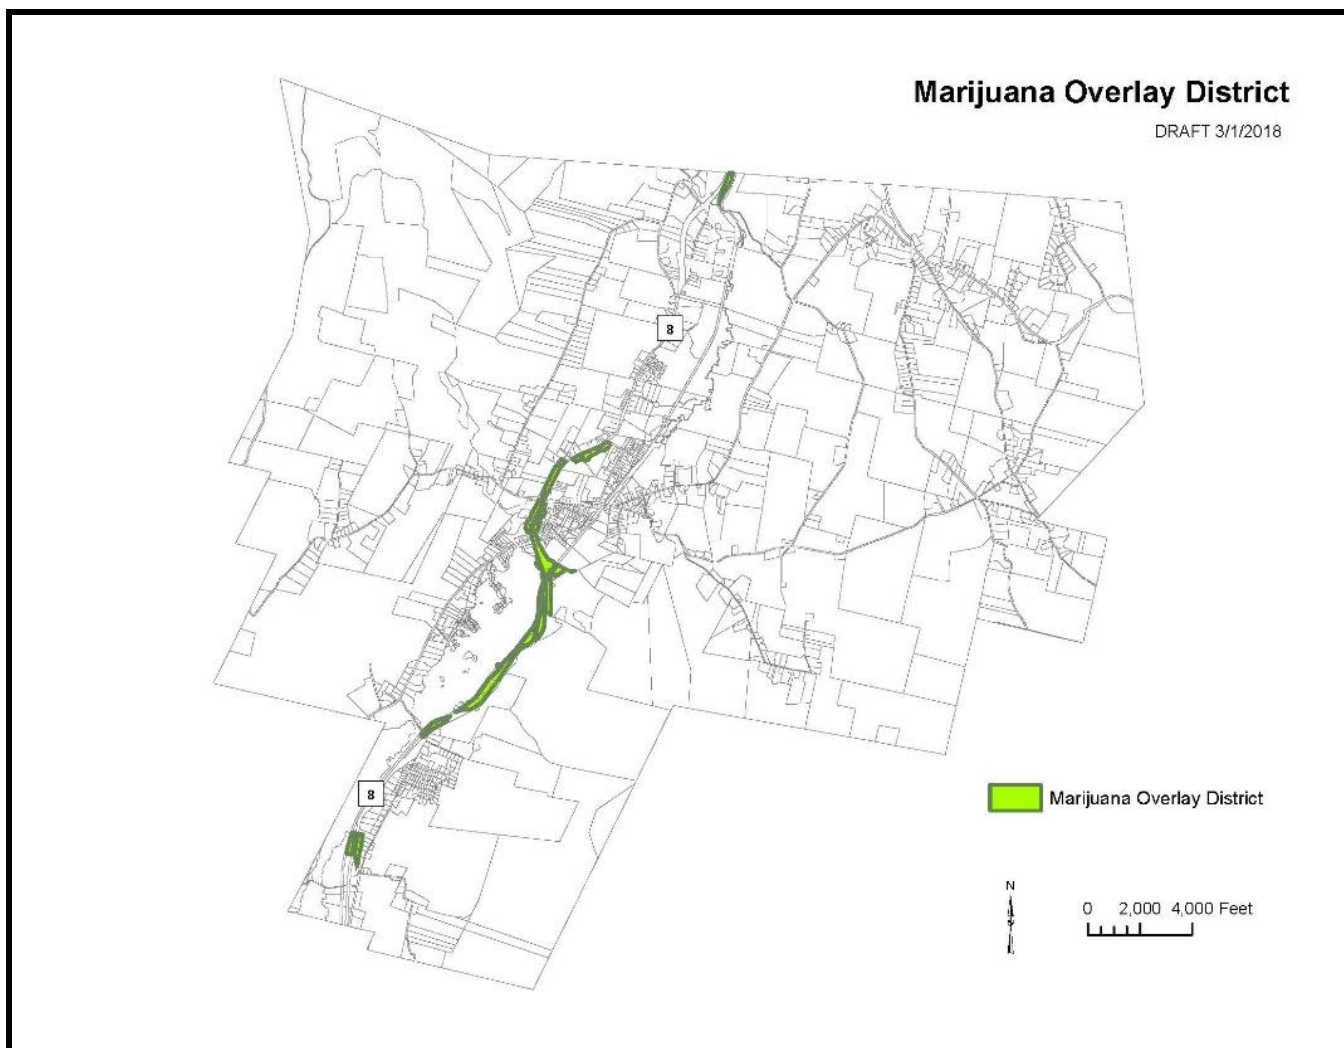 Marijuana Overlay District
DRAFT 3/1/2018
8
8
Marijuana Overlay District
N
0 2,000 4,000 Feet